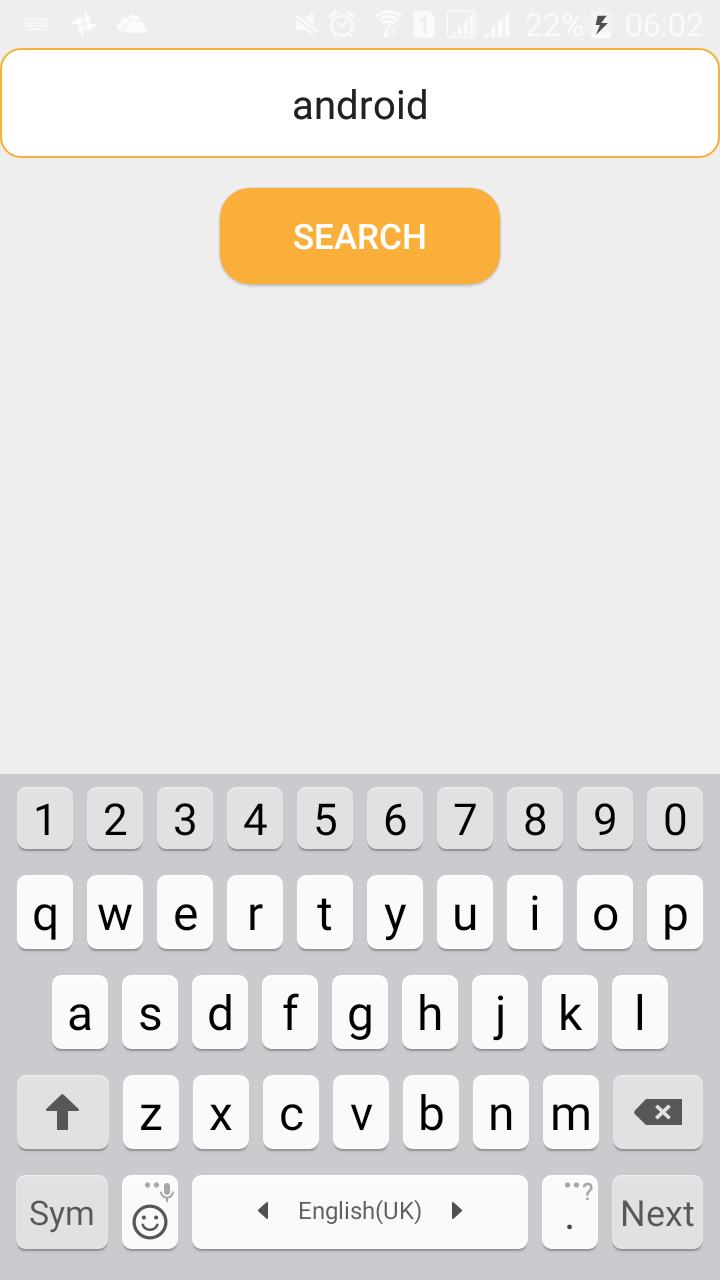 1 22% 06:02
android
SEARCH
1 2 3 4 5 6 7 8 9 0
q w e r t y u i o p
a s d f g h j k l
z x c v b n m
Sym English(UK) . ? Next